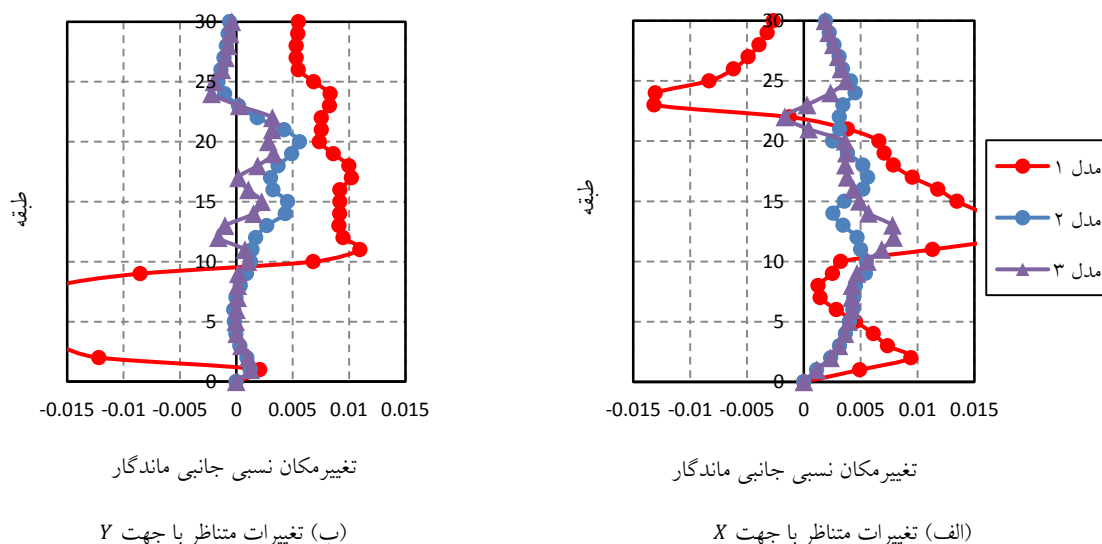 30
25
20
15
10
5
0
-0.015 -0.01 -0.005 0 0.005 0.01 0.015
طبقه
تغییرمکان نسبی جانبی ماندگار
(الف) تغییرات متناظر با جهت X
مدل ۱
مدل ۲
مدل ۳
30
25
20
15
10
5
0
-0.015 -0.01 -0.005 0 0.005 0.01 0.015
طبقه
تغییرمکان نسبی جانبی ماندگار
(ب) تغییرات متناظر با جهت Y